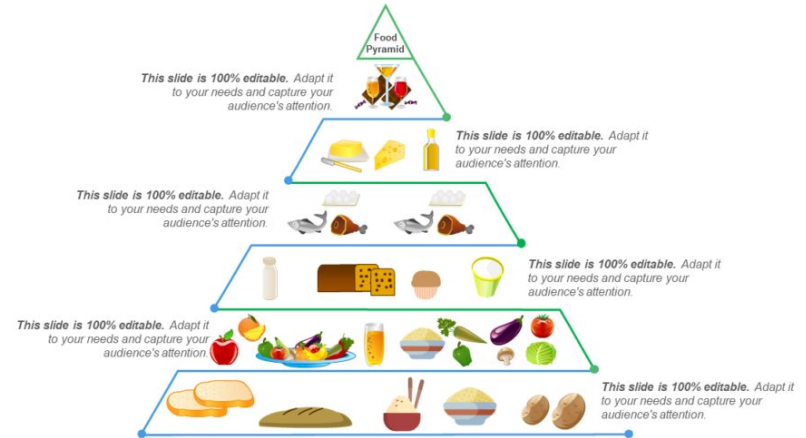 Food
Pyramid
This slide is 100% editable. Adapt it
to your needs and capture your
audience's attention.
This slide is 100% editable. Adapt it
to your needs and capture your
audience's attention.
This slide is 100% editable. Adapt it
to your needs and capture your
audience's attention.
This slide is 100% editable. Adapt it
to your needs and capture your
audience's attention.
This slide is 100% editable. Adapt it
to your needs and capture your
audience's attention.
This slide is 100% editable. Adapt it
to your needs and capture your
audience's attention.